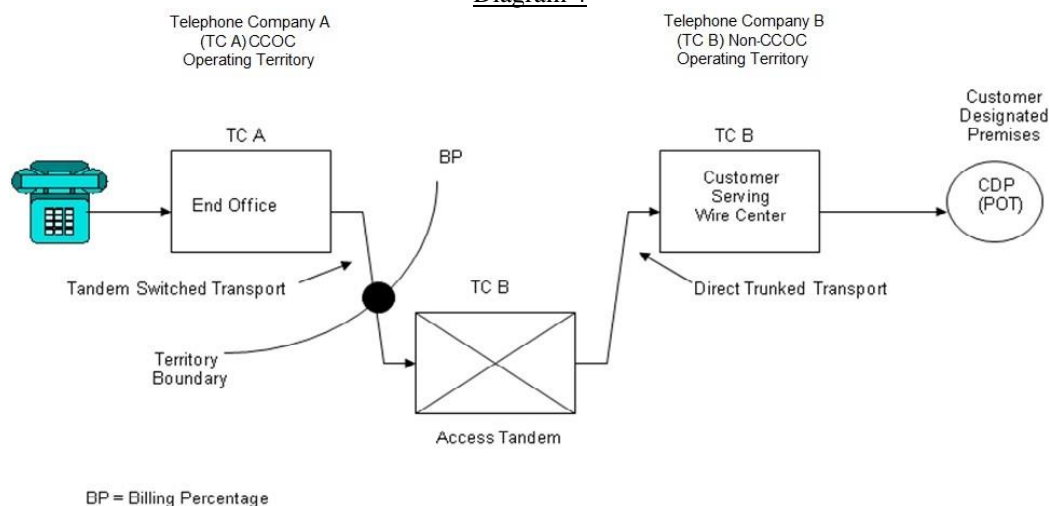 Telephone Company A
(TC A) CCOC
Operating Territory
Telephone Company B
(TC B) Non-CCOC
Operating Territory
Customer
Designated
Premises
TC A
End Office
BP
TC B
Customer
Serving
Wire Center
CDP
(POT)
Tandem Switched Transport
TC B
Direct Trunked Transport
Territory
Boundary
Access Tandem
BP = Billing Percentage